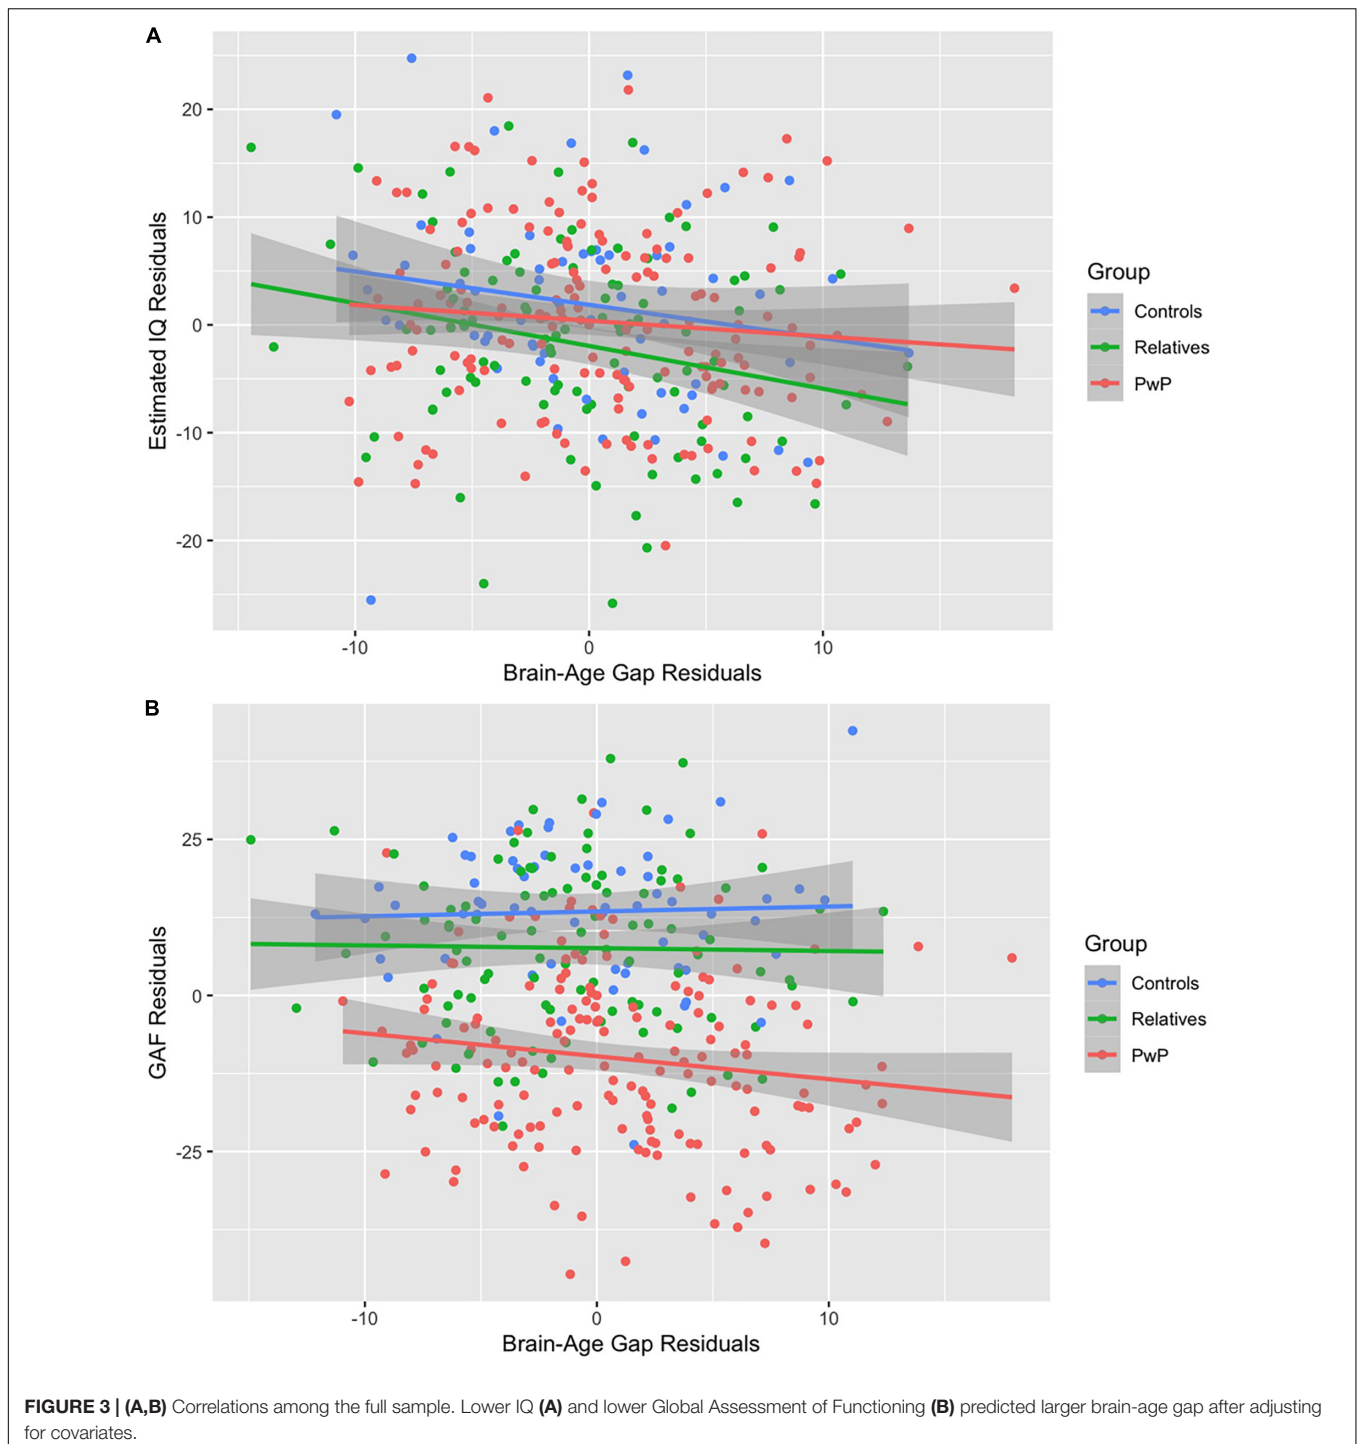 A
20
10
0
-10
-20
Estimated IQ Residuals
-10 0 10
Brain-Age Gap Residuals
Group
Controls
Relatives
PwP
B
25
0
-25
GAF Residuals
-10 0 10
Brain-Age Gap Residuals
Group
Controls
Relatives
PwP
FIGURE 3 | (A,B) Correlations among the full sample. Lower IQ (A) and lower Global Assessment of Functioning (B) predicted larger brain-age gap after adjusting
for covariates.